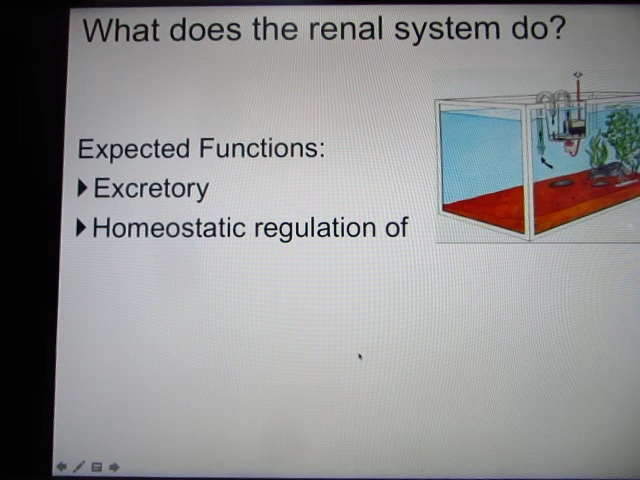 What does the renal system do?
Expected Functions:
Excretory
Homeostatic regulation of